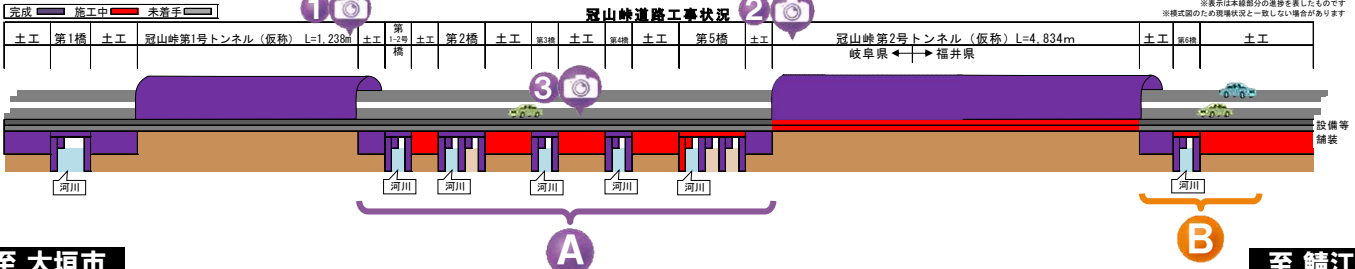 完成 施工中 未着手
1
冠山峠道路工事状況
2
※表示は本線部分の進捗を表したものです
※模式図のため現場状況と一致しない場合があります
土工 第1橋 土工 冠山峠第1号トンネル（仮称） L=1,238m 土工 第1-2号橋 土工 第2橋 土工 第3橋 土工 第4橋 土工 第5橋 土工 冠山峠第2号トンネル（仮称）L=4,834m 土工 第6橋 土工
岐阜県 福井県
3
設備等
舗装
河川 河川 河川 河川 河川 河川 河川
A B
至 大垣市 至 鯖江